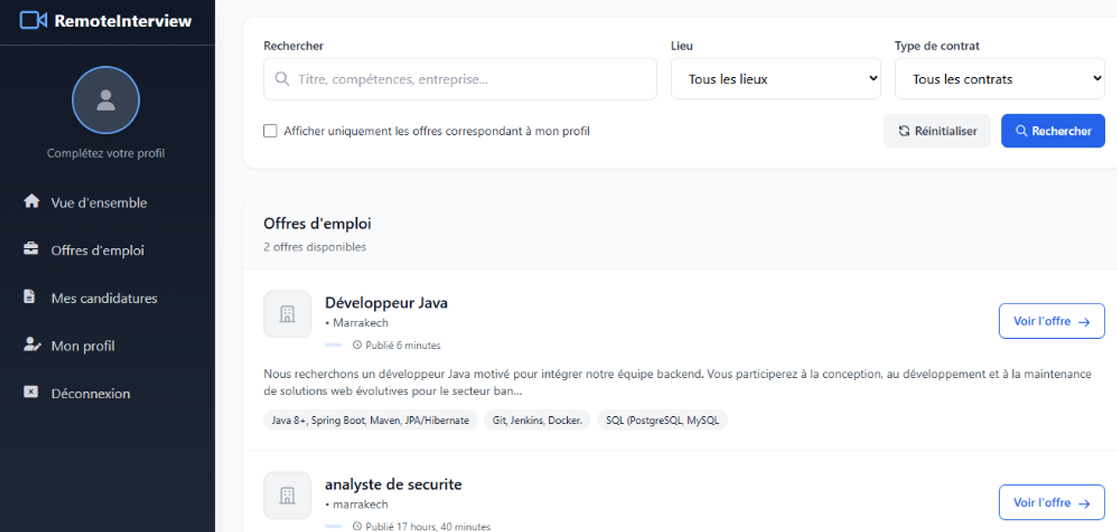 RemoteInterview
Complétez votre profil
Vue d'ensemble
Offres d'emploi
Mes candidatures
Mon profil
Déconnexion
Rechercher
Titre, compétences, entreprise...
Lieu
Tous les lieux
Type de contrat
Tous les contrats
Afficher uniquement les offres correspondant à mon profil
Réinitialiser
Rechercher
Offres d'emploi
2 offres disponibles
Développeur Java
• Marrakech
Publié 6 minutes
Voir l'offre →
Nous recherchons un développeur Java motivé pour intégrer notre équipe backend. Vous participerez à la conception, au développement et à la maintenance
de solutions web évolutives pour le secteur ban...
Java 8+, Spring Boot, Maven, JPA/Hibernate
Git, Jenkins, Docker.
SQL (PostgreSQL, MySQL
analyste de securite
• marrakech
Publié 17 hours, 40 minutes
Voir l'offre →